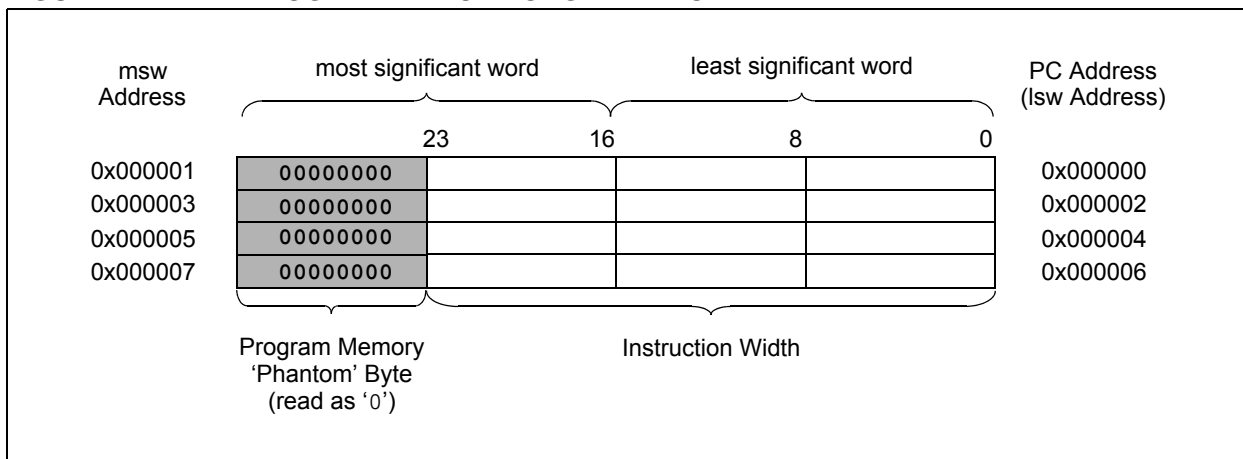 msw
Address
most significant word
least significant word
PC Address
(lsw Address)
23
16
8
0
0x000001
00000000
0x000000
0x000003
00000000
0x000002
0x000005
00000000
0x000004
0x000007
00000000
0x000006
Program Memory
‘Phantom’ Byte
(read as ‘0’)
Instruction Width